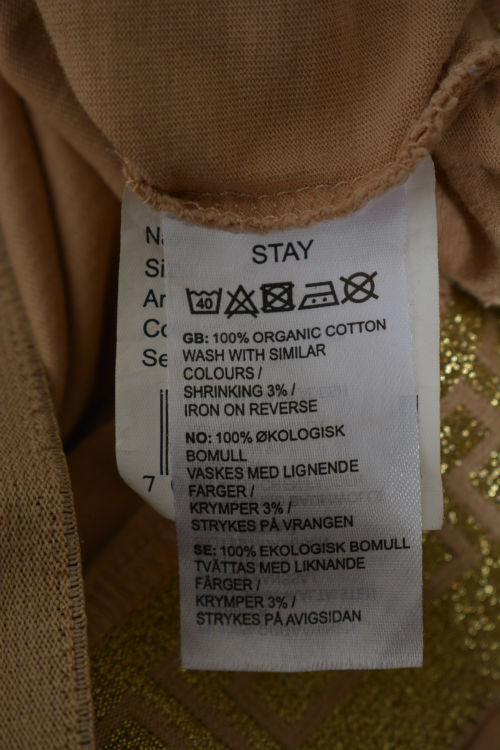 STAY
40
GB: 100% ORGANIC COTTON
WASH WITH SIMILAR
COLOURS /
SHRINKING 3% /
IRON ON REVERSE
NO: 100% ØKOLOGISK
BOMULL
VASKES MED LIGNENDE
FARGER /
KRYMPER 3% /
STRYKES PÅ VRANGEN
SE: 100% EKOLOGISK BOMULL
TVÄTTAS MED LIKNANDE
FÄRGER /
KRYMPER 3% /
STRYKES PÅ AVIGSIDAN
7